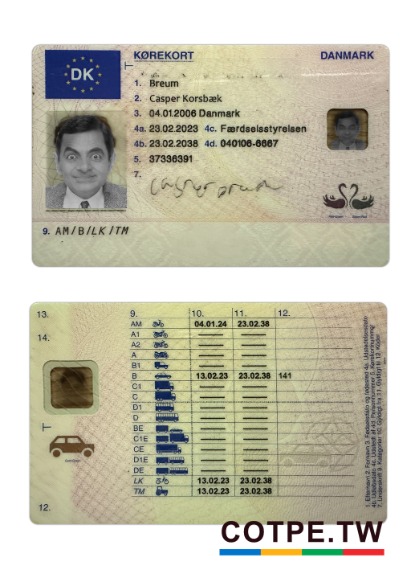 DK
KØREKORT DANMARK
1. Breum
2. Casper Korsbæk
3. 04.01.2006 Danmark
4a. 23.02.2023 4c. Færdselsstyrelsen
4b. 23.02.2038 4d. 040106-6667
5. 37336391
7.
Casper breum
9. AM/B/LK/TM
13.
14.
12.
9. 10. 11. 12.
AM 04.01.24 23.02.38
A1
A2
A
B1
B 13.02.23 23.02.38 141
C1
C
D1
D
BE
C1E
CE
D1E
DE
LK 13.02.23 23.02.38
TM 13.02.23 23.02.38
COTPE.TW